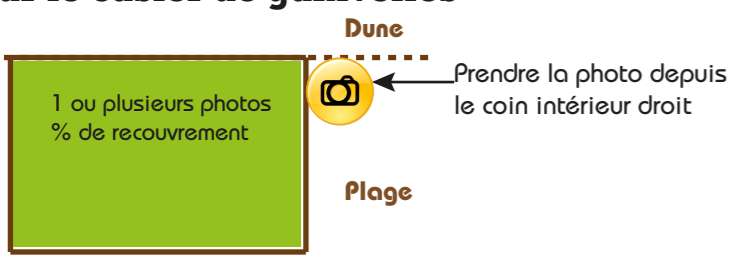 Dune
1 ou plusieurs photos
% de recouvrement
Prendre la photo depuis
le coin intérieur droit
Plage